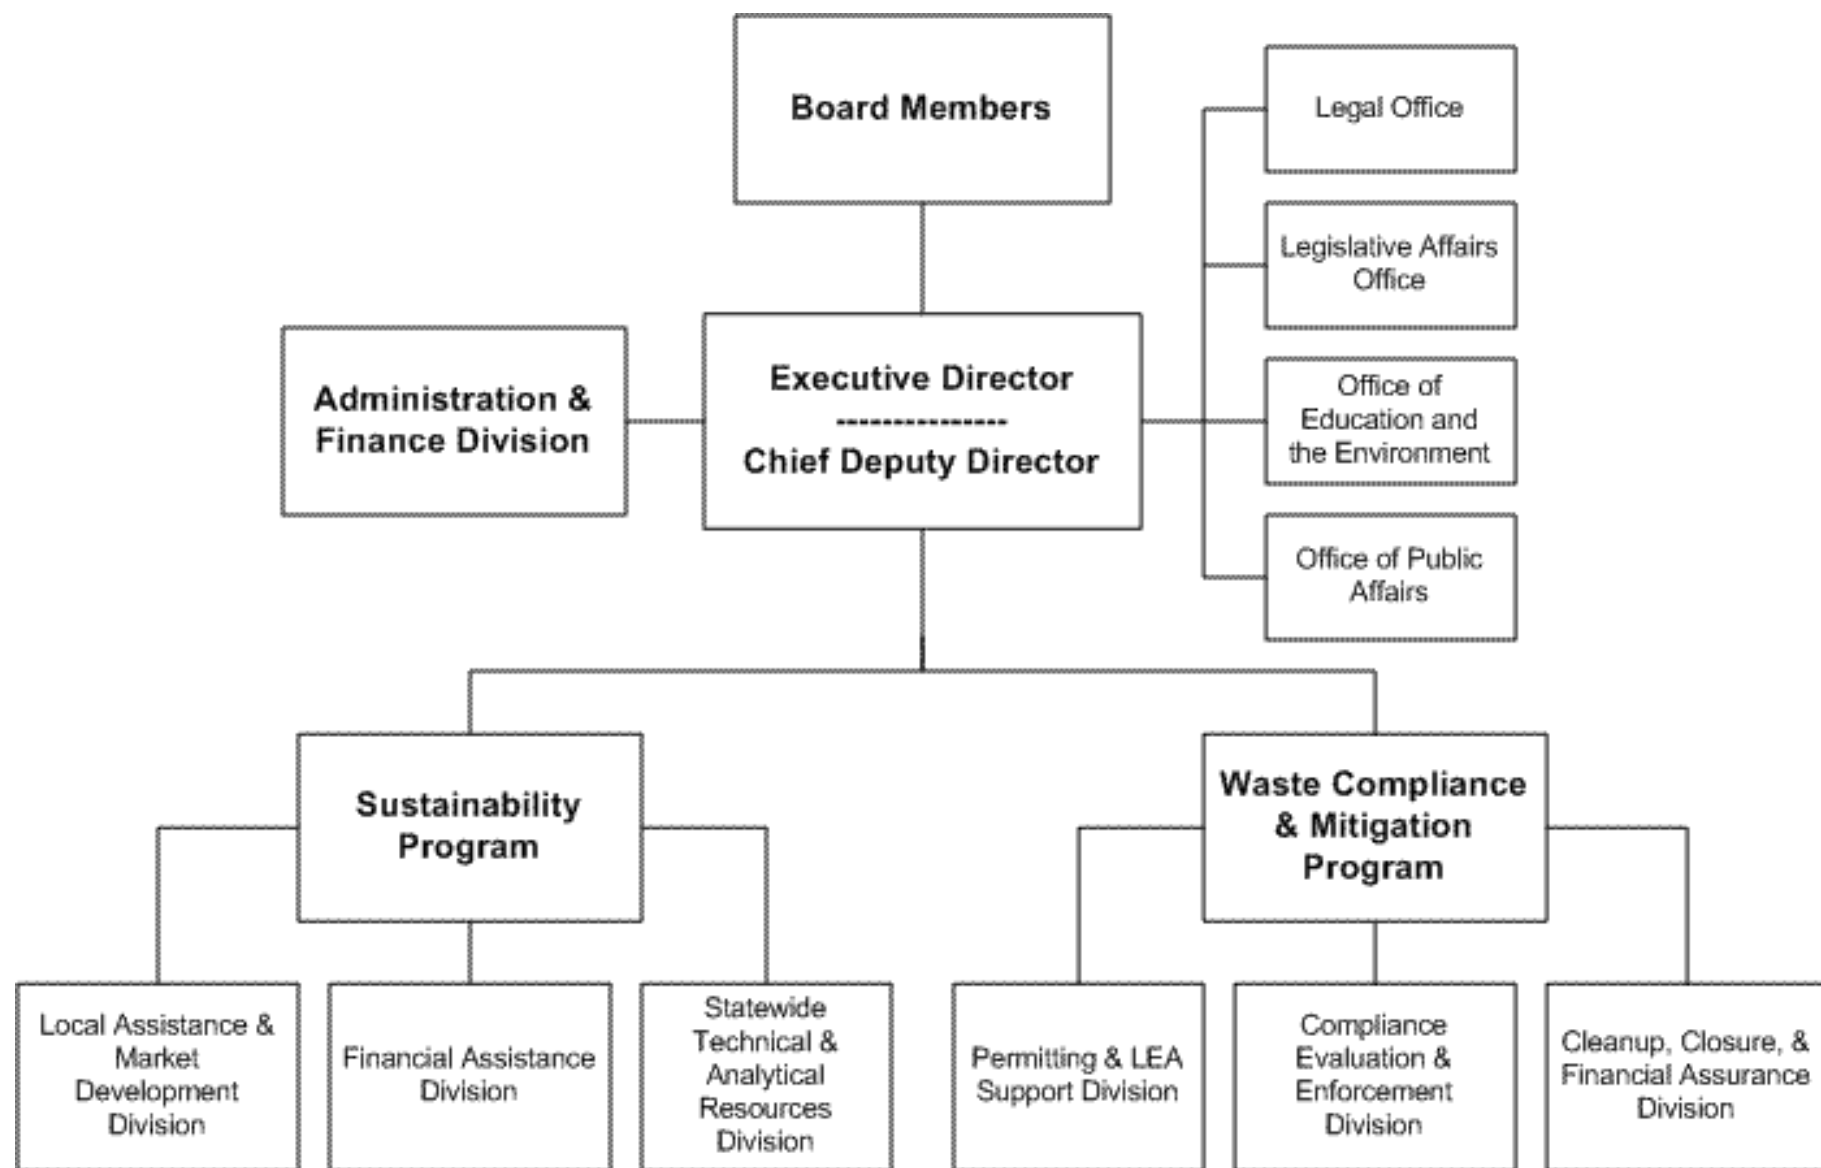 Board Members
Legal Office
Legislative Affairs
Office
Administration &
Finance Division
Executive Director
---------------
Chief Deputy Director
Office of
Education and
the Environment
Office of Public
Affairs
Sustainability
Program
Waste Compliance
& Mitigation
Program
Local Assistance &
Market
Development
Division
Financial Assistance
Division
Statewide
Technical &
Analytical
Resources
Division
Permitting & LEA
Support Division
Compliance
Evaluation &
Enforcement
Division
Cleanup, Closure, &
Financial Assurance
Division